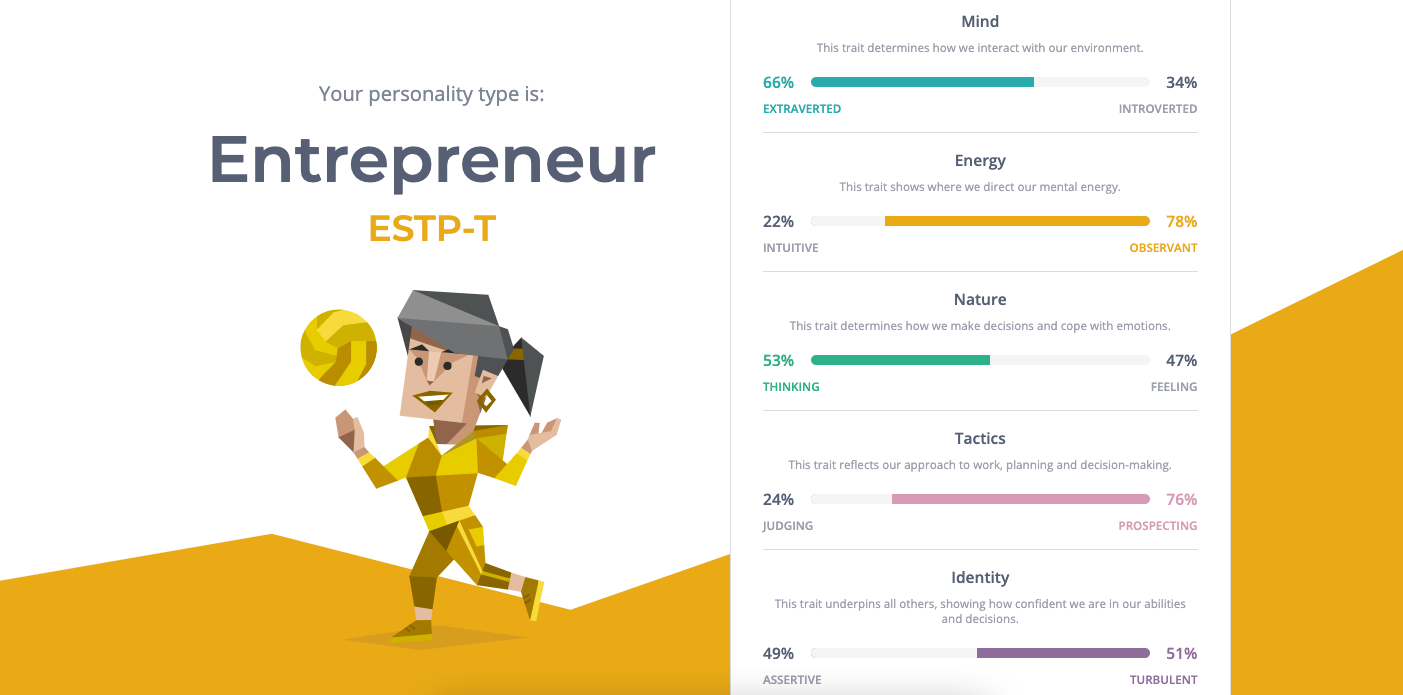 Your personality type is:
Entrepreneur
ESTP-T
Mind
This trait determines how we interact with our environment.
66% 34%
EXTRAVERTED INTROVERTED
Energy
This trait shows where we direct our mental energy.
22% 78%
INTUITIVE OBSERVANT
Nature
This trait determines how we make decisions and cope with emotions.
53% 47%
THINKING FEELING
Tactics
This trait reflects our approach to work, planning and decision-making.
24% 76%
JUDGING PROSPECTING
Identity
This trait underpins all others, showing how confident we are in our abilities
and decisions.
49% 51%
ASSERTIVE TURBULENT